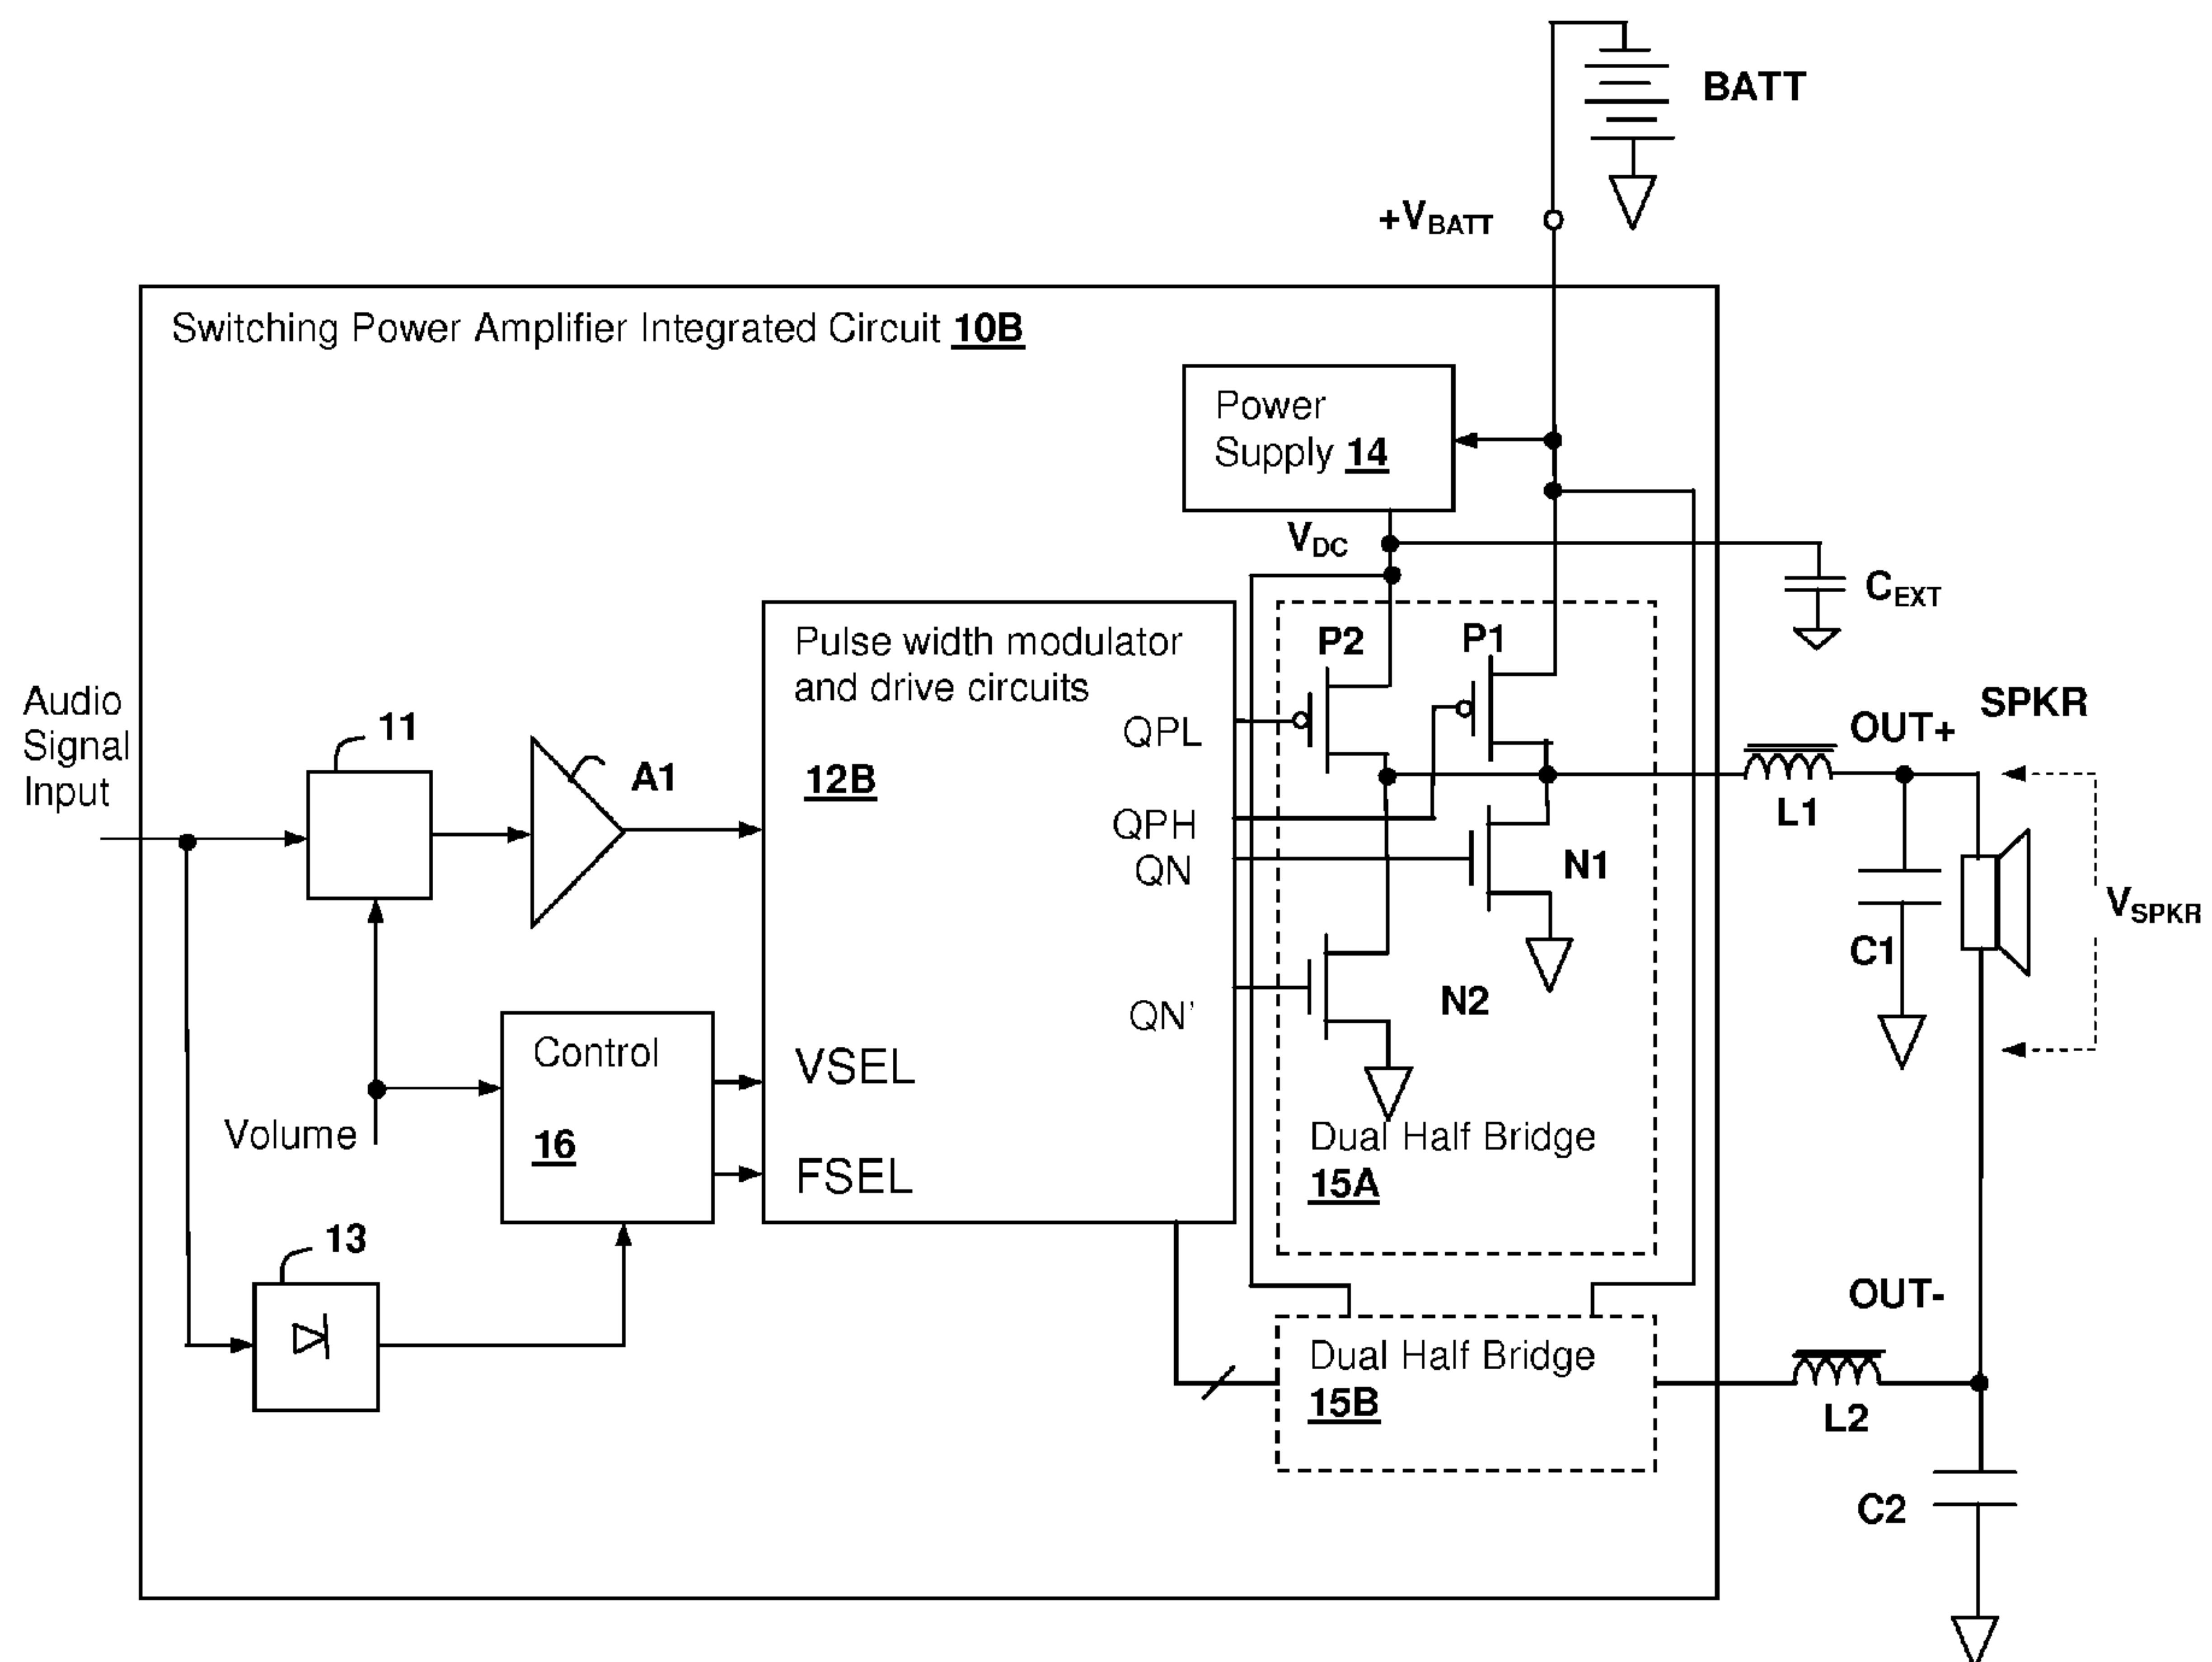 BATT
+VBATT
Switching Power Amplifier Integrated Circuit 10B
Power
Supply 14
VDC
CEXT
Pulse width modulator
and drive circuits
12B
P2
P1
QPL
QPH
QN
QN'
N1
N2
Audio
Signal
Input
11
A1
SPKR
OUT+
L1
C1
VSPKR
Control
16
VSEL
FSEL
Volume
Dual Half Bridge
15A
13
OUT-
Dual Half Bridge
15B
L2
C2